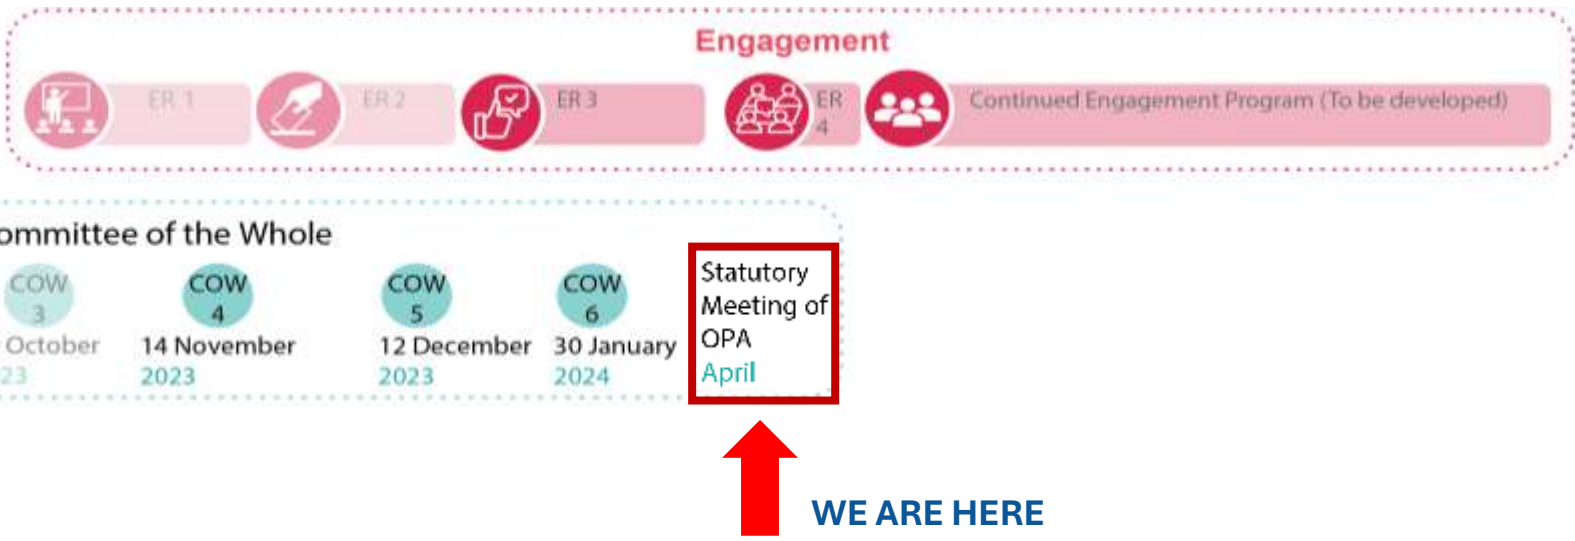 Engagement
ER 1
ER 2
ER 3
ER
4
Continued Engagement Program (To be developed)
ommittee of the Whole
COW
3
October
23
COW
4
14 November
2023
COW
5
12 December
2023
COW
6
30 January
2024
Statutory
Meeting of
OPA
April
WE ARE HERE